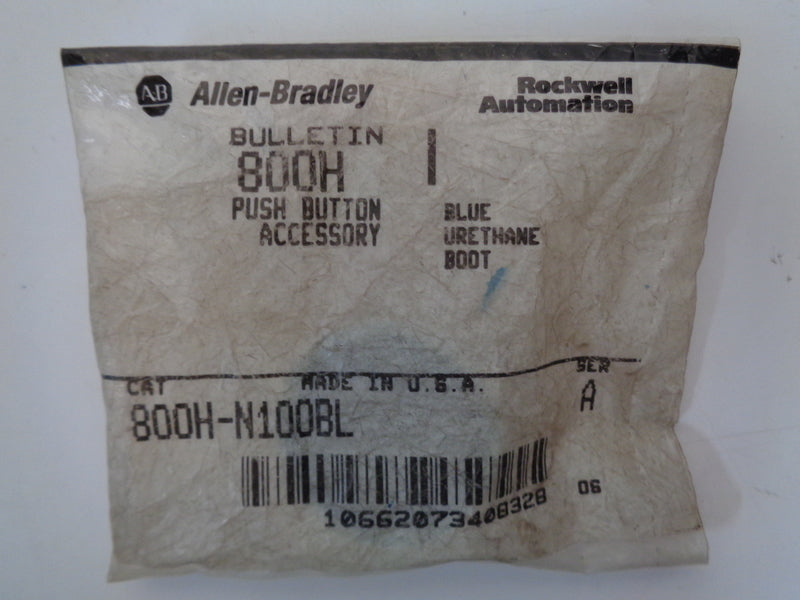 AB Allen-Bradley
Rockwell
Automation
BULLETIN
800H
PUSH BUTTON
ACCESSORY
BLUE
URETHANE
BOOT
CAT
MADE IN U.S.A.
SER
800H-N100BL
A
10662073408328
06